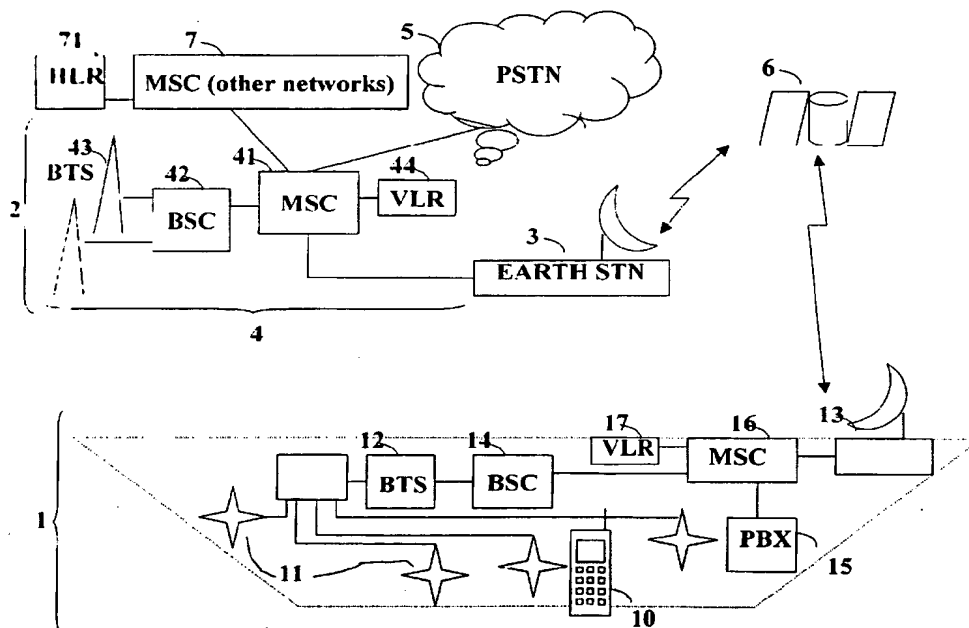 71
7
5
HLR
MSC (other networks)
PSTN
6
43
BTS
42
41
44
2
BSC
MSC
VLR
3
EARTH STN
4
1
12
14
17
16
13
VLR
MSC
BTS
BSC
PBX
11
15
10